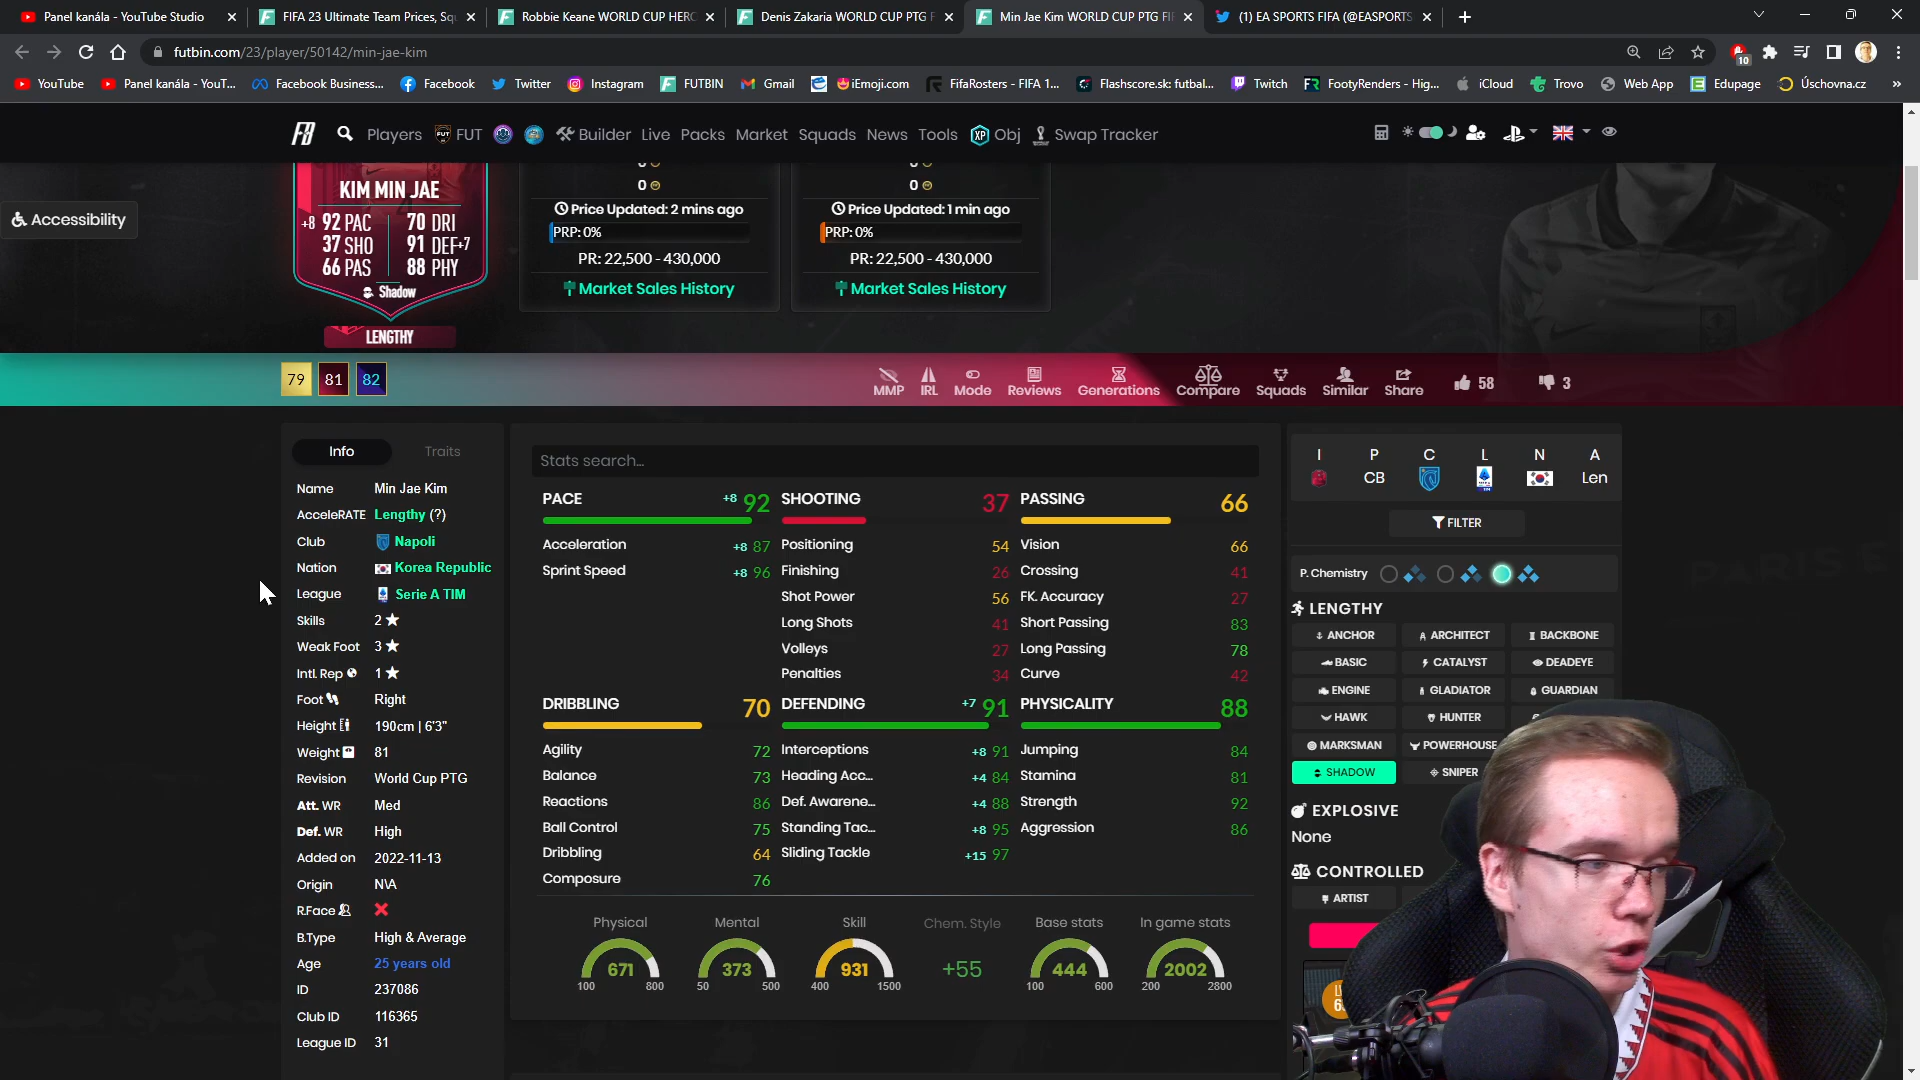 Panel kanála - YouTube Studio
FIFA 23 Ultimate Team Prices, Sq
Robbie Keane WORLD CUP HERO
Denis Zakaria WORLD CUP PTG F
Min Jae Kim WORLD CUP PTG FI
(1) EA SPORTS FIFA (@EASPORTS
futbin.com/23/player/50142/min-jae-kim
10
YouTube
Panel kanála - YouT...
Facebook Business...
Facebook
Twitter
Instagram
FUTBIN
Gmail
iEmoji.com
FifaRosters - FIFA 1...
Flashscore.sk: futbal...
Twitch
FootyRenders - Hig...
iCloud
Trovo
Web App
Edupage
Úschovna.cz
»
Players FUT Builder Live Packs Market Squads News Tools XP Obj Swap Tracker
Accessibility
KIM MIN JAE
+8 92 PAC 70 DRI
37 SHO 91 DEF+7
66 PAS 88 PHY
Shadow
LENGTHY
0
Price Updated: 2 mins ago
PRP: 0%
PR: 22,500 - 430,000
Market Sales History
0
Price Updated: 1 min ago
PRP: 0%
PR: 22,500 - 430,000
Market Sales History
79 81 82
MMP IRL Mode Reviews Generations Compare Squads Similar Share 58 3
Info Traits
Name Min Jae Kim
AcceleRATE Lengthy (?)
Club Napoli
Nation Korea Republic
League Serie A TIM
Skills 2
Weak Foot 3
Intl. Rep 1
Foot Right
Height 190cm | 6'3"
Weight 81
Revision World Cup PTG
Att. WR Med
Def. WR High
Added on 2022-11-13
Origin N\A
R.Face
B.Type High & Average
Age 25 years old
ID 237086
Club ID 116365
League ID 31
Stats search...
PACE +8 92
Acceleration +8 87
Sprint Speed +8 96
SHOOTING 37
Positioning 54
Finishing 26
Shot Power 56
Long Shots 41
Volleys 27
Penalties 34
PASSING 66
Vision 66
Crossing 41
FK. Accuracy 27
Short Passing 83
Long Passing 78
Curve 42
DRIBBLING 70
Agility 72
Balance 73
Reactions 86
Ball Control 75
Dribbling 64
Composure 76
DEFENDING +7 91
Interceptions +8 91
Heading Acc... +4 84
Def. Awarene... +4 88
Standing Tac... +8 95
Sliding Tackle +15 97
PHYSICALITY 88
Jumping 84
Stamina 81
Strength 92
Aggression 86
Physical Mental Skill Chem. Style Base stats In game stats
671 373 931 +55 444 2002
100 800 50 500 400 1500 100 600 200 2800
I P C L N A
CB Len
FILTER
P. Chemistry
LENGTHY
ANCHOR ARCHITECT BACKBONE
BASIC CATALYST DEADEYE
ENGINE GLADIATOR GUARDIAN
HAWK HUNTER
MARKSMAN POWERHOUSE
SHADOW SNIPER
EXPLOSIVE
None
CONTROLLED
ARTIST